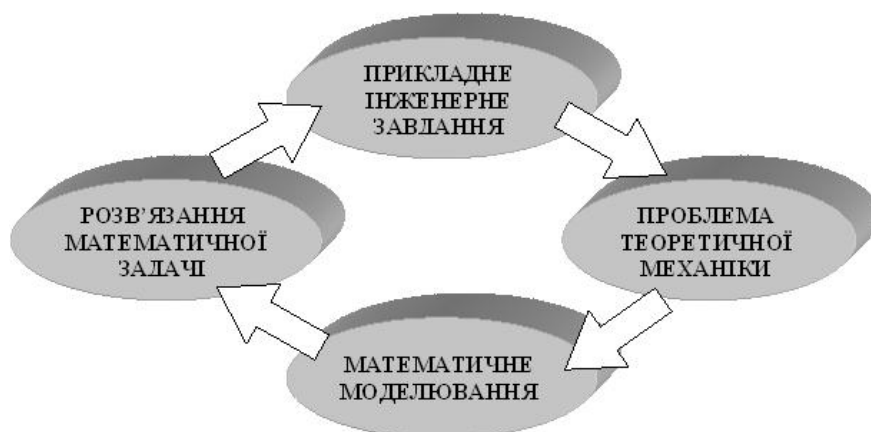 ПРИКЛАДНЕ
ІНЖЕНЕРНЕ
ЗАВДАННЯ
РОЗВ’ЯЗАННЯ
МАТЕМАТИЧНОЇ
ЗАДАЧІ
ПРОБЛЕМА
ТЕОРЕТИЧНОЇ
МЕХАНІКИ
МАТЕМАТИЧНЕ
МОДЕЛЮВАННЯ